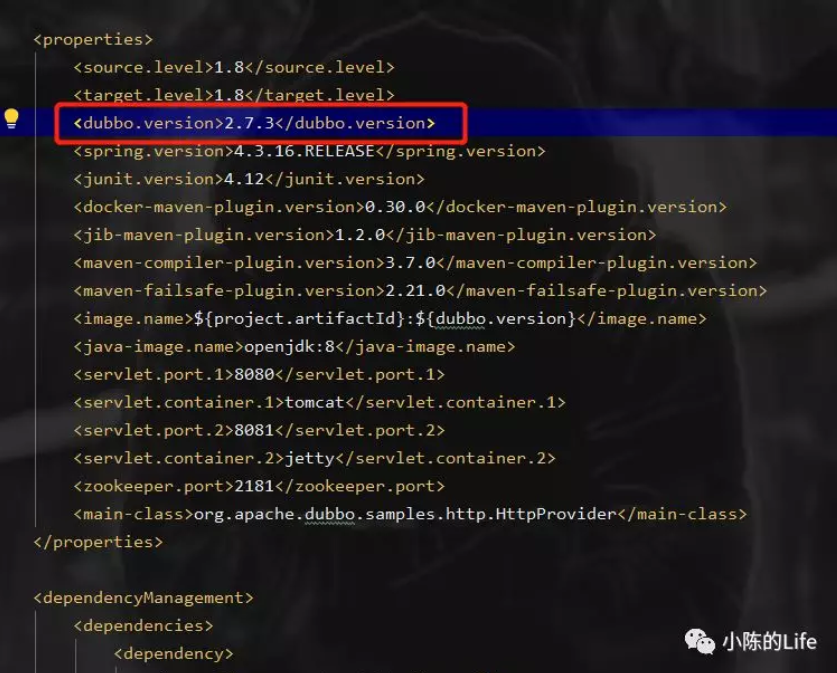 <properties>
<source.level>1.8</source.level>
<target.level>1.8</target.level>
<dubbo.version>2.7.3</dubbo.version>
<spring.version>4.3.16.RELEASE</spring.version>
<junit.version>4.12</junit.version>
<docker-maven-plugin.version>0.30.0</docker-maven-plugin.version>
<jib-maven-plugin.version>1.2.0</jib-maven-plugin.version>
<maven-compiler-plugin.version>3.7.0</maven-compiler-plugin.version>
<maven-failsafe-plugin.version>2.21.0</maven-failsafe-plugin.version>
<image.name>${project.artifactId}:${dubbo.version}</image.name>
<java-image.name>openjdk:8</java-image.name>
<servlet.port.1>8080</servlet.port.1>
<servlet.container.1>tomcat</servlet.container.1>
<servlet.port.2>8081</servlet.port.2>
<servlet.container.2>jetty</servlet.container.2>
<zookeeper.port>2181</zookeeper.port>
<main-class>org.apache.dubbo.samples.http.HttpProvider</main-class>
</properties>
<dependencyManagement>
<dependencies>
<dependency>
小陈的Life